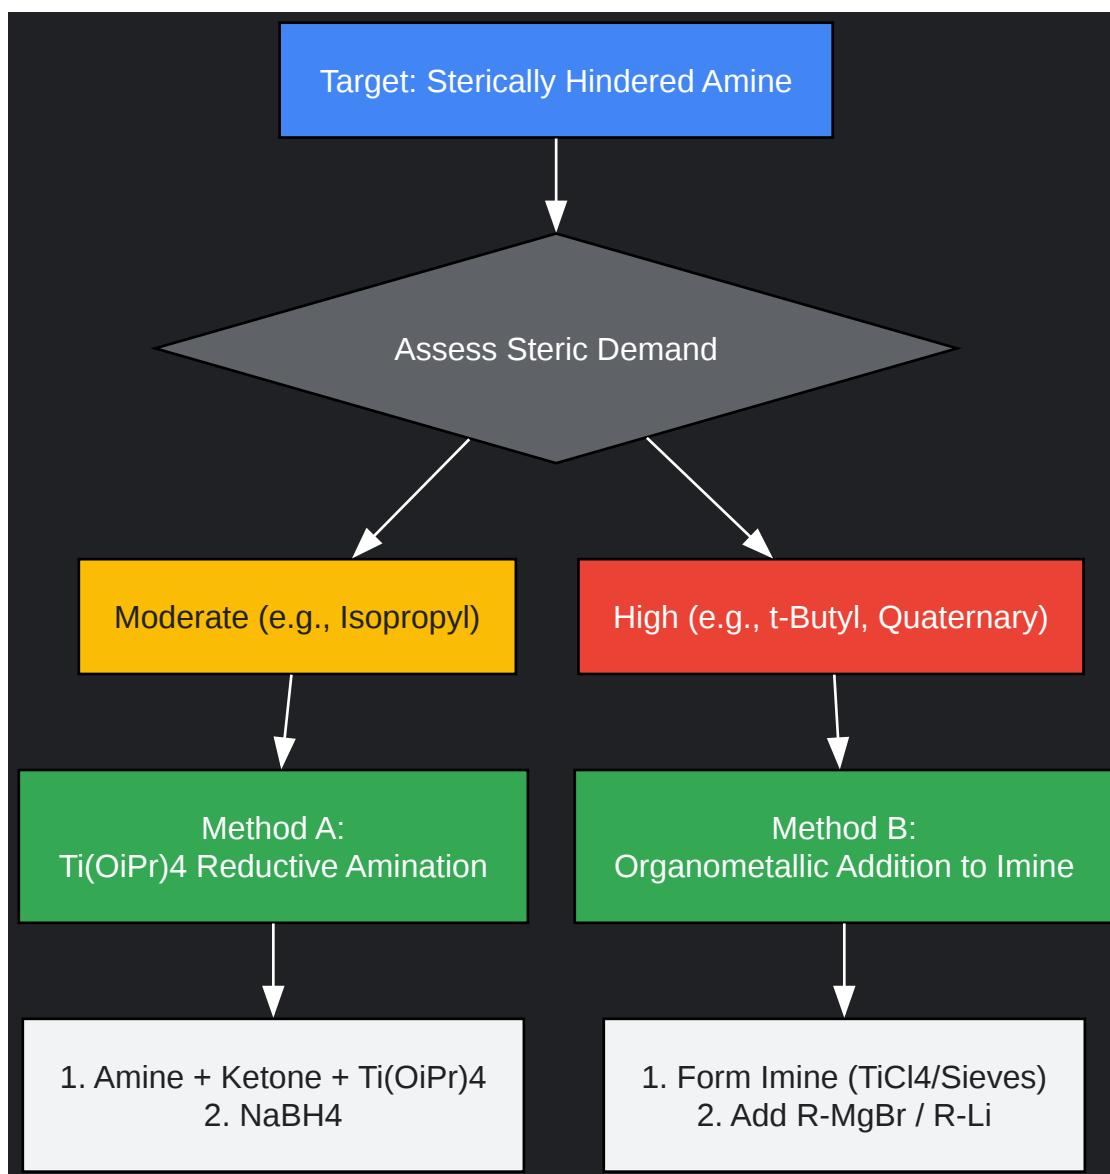 Target: Sterically Hindered Amine
Assess Steric Demand
Moderate (e.g., Isopropyl)
High (e.g., t-Butyl, Quaternary)
Method A:
Ti(OiPr)4 Reductive Amination
Method B:
Organometallic Addition to Imine
1. Amine + Ketone + Ti(OiPr)4
2. NaBH4
1. Form Imine (TiCl4/Sieves)
2. Add R-MgBr / R-Li